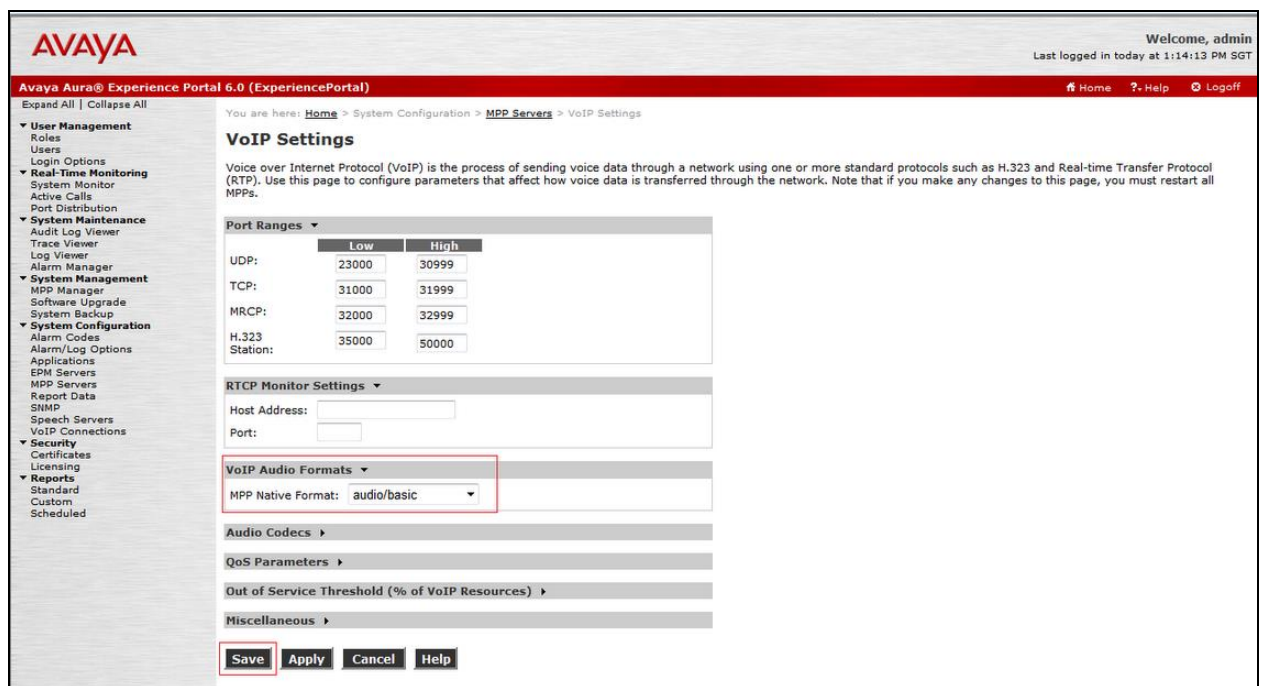 AVAYA
Welcome, admin
Last logged in today at 1:14:13 PM SGT
Avaya Aura® Experience Portal 6.0 (ExperiencePortal)
Home ?- Help Logoff
Expand All | Collapse All
User Management
Roles
Users
Login Options
Real-Time Monitoring
System Monitor
Active Calls
Port Distribution
System Maintenance
Audit Log Viewer
Trace Viewer
Log Viewer
Alarm Manager
System Management
MPP Manager
Software Upgrade
System Backup
System Configuration
Alarm Codes
Alarm/Log Options
Applications
EPM Servers
MPP Servers
Report Data
SNMP
Speech Servers
VoIP Connections
Security
Certificates
Licensing
Reports
Standard
Custom
Scheduled
You are here: Home > System Configuration > MPP Servers > VoIP Settings
VoIP Settings
Voice over Internet Protocol (VoIP) is the process of sending voice data through a network using one or more standard protocols such as H.323 and Real-time Transfer Protocol
(RTP). Use this page to configure parameters that affect how voice data is transferred through the network. Note that if you make any changes to this page, you must restart all
MPPs.
Port Ranges
Low High
UDP: 23000 30999
TCP: 31000 31999
MRCP: 32000 32999
H.323
Station: 35000 50000
RTCP Monitor Settings
Host Address:
Port:
VoIP Audio Formats
MPP Native Format: audio/basic
Audio Codecs
QoS Parameters
Out of Service Threshold (% of VoIP Resources)
Miscellaneous
Save Apply Cancel Help